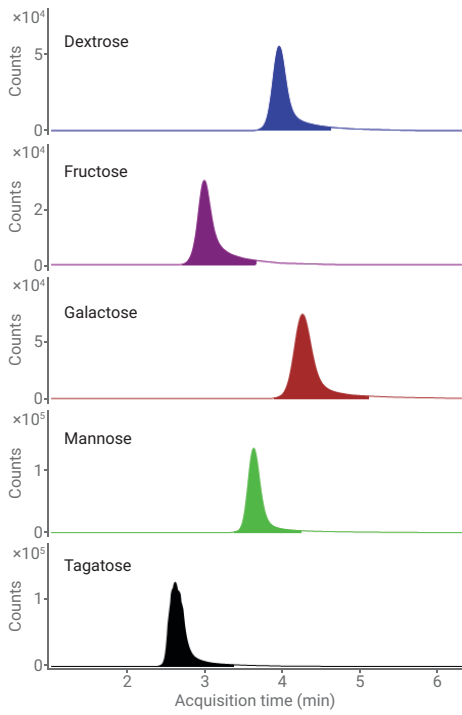 ×10⁴
Dextrose
5
Counts
0
×10⁴
Fructose
2
Counts
0
×10⁴
Galactose
5
Counts
0
×10⁵
Mannose
1
Counts
0
×10⁵
Tagatose
1
Counts
0
2 3 4 5 6
Acquisition time (min)